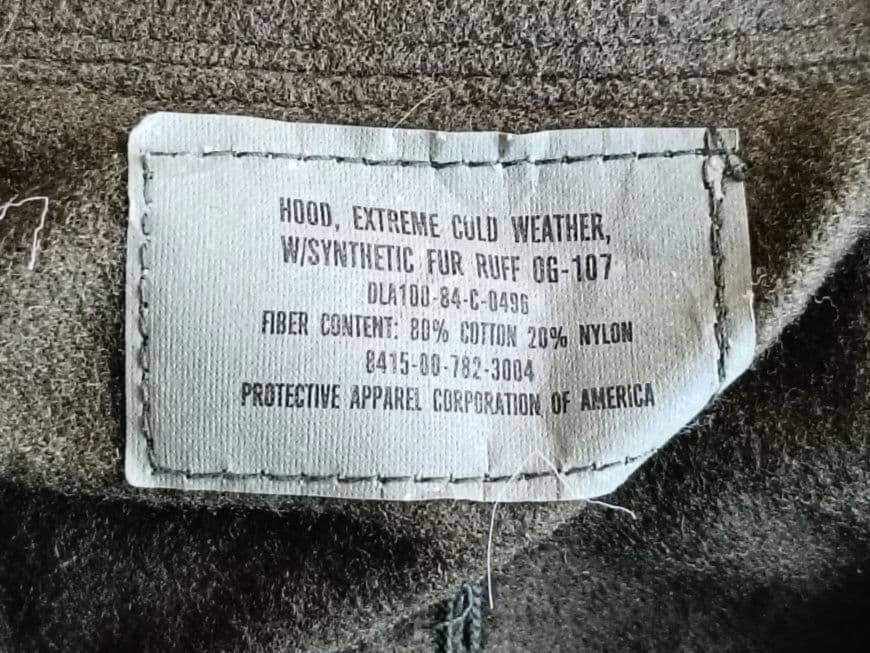 HOOD, EXTREME COLD WEATHER,
W/SYNTHETIC FUR RUFF OG-107
DLA100-84-C-0496
FIBER CONTENT: 80% COTTON 20% NYLON
8415-00-782-3004
PROTECTIVE APPAREL CORPORATION OF AMERICA